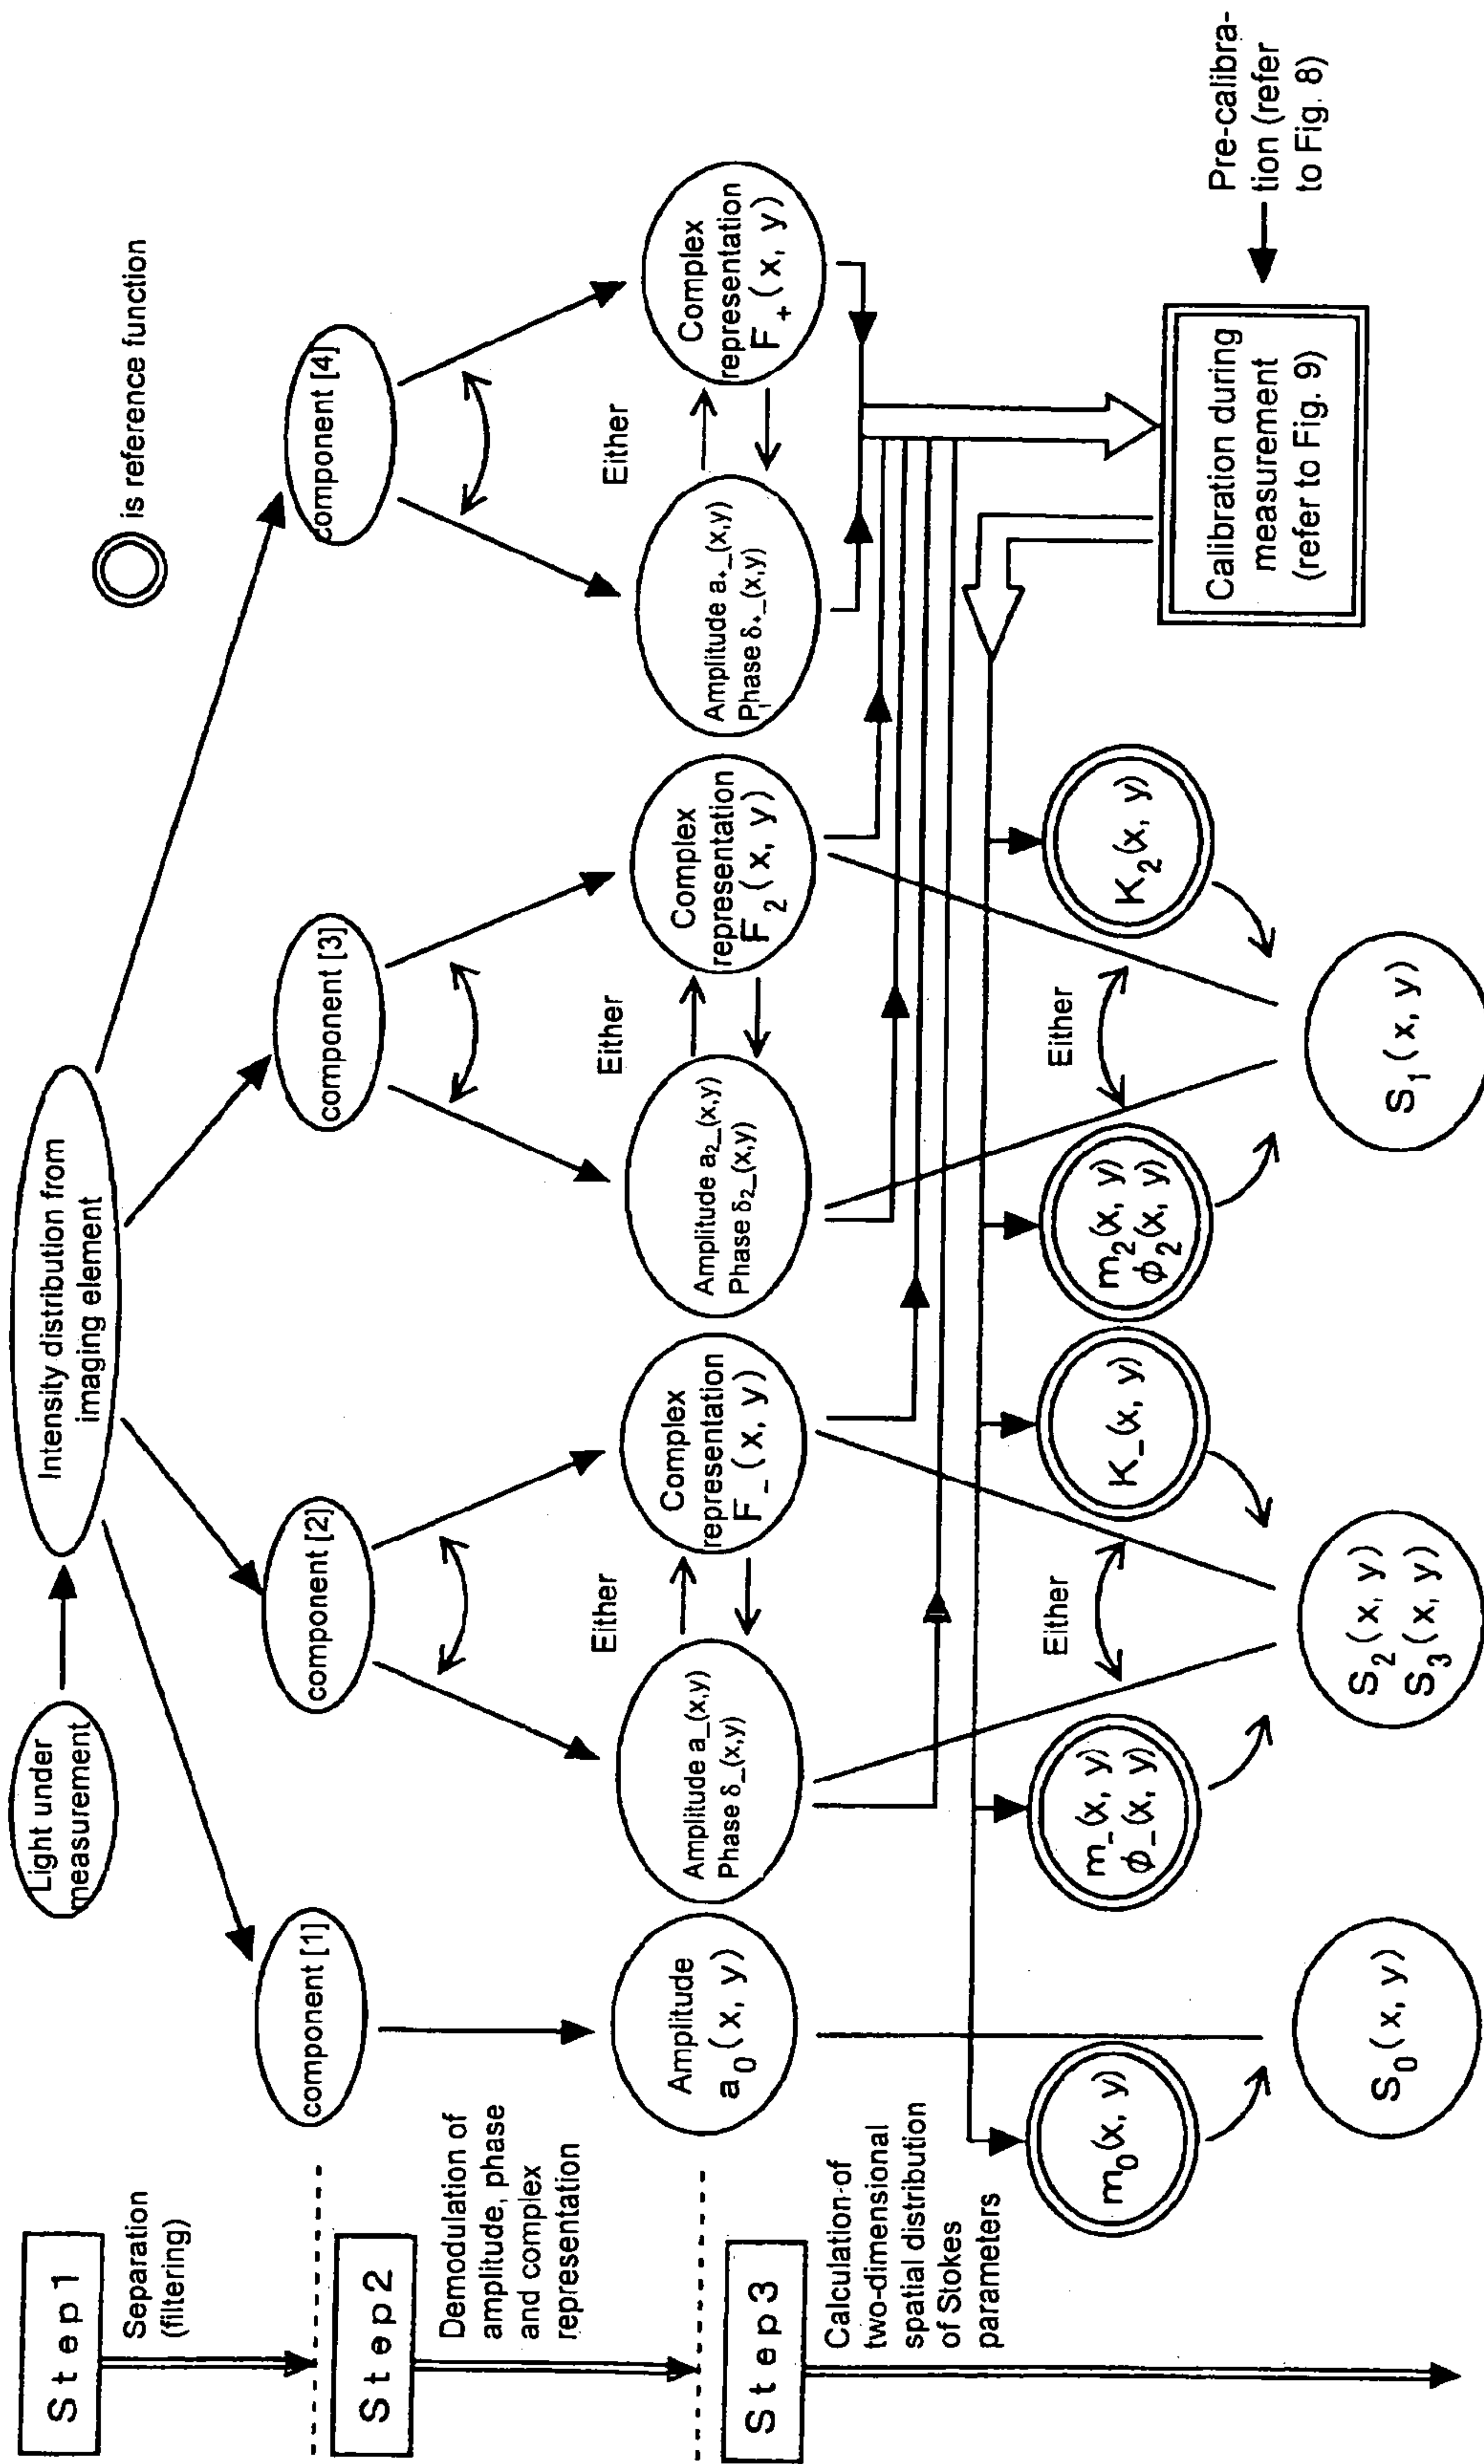 Step1
Separation
(filtering)
Light under
measurement
Intensity distribution from
imaging element
is reference function
component [1]
component [2]
component [3]
component [4]
Step2
Demodulation of
amplitude, phase
and complex
representation
Either
Either
Either
Amplitude
a₀(x, y)
Amplitude a_(x,y)
Phase δ_(x,y)
Complex
representation
F_(x, y)
Amplitude a₂_(x,y)
Phase δ₂_(x,y)
Complex
representation
F₂(x, y)
Amplitude a₊_(x,y)
Phase δ₊_(x,y)
Complex
representation
F₊(x, y)
Step3
Calculation of
two-dimensional
spatial distribution
of Stokes
parameters
m₀(x, y)
m_(x, y)
ϕ_(x, y)
Either
K_(x, y)
m₂(x, y)
ϕ₂(x, y)
Either
K₂(x, y)
Calibration during
measurement
(refer to Fig. 9)
Pre-calibra-
tion (refer
to Fig. 8)
S₀(x, y)
S₂(x, y)
S₃(x, y)
S₁(x, y)